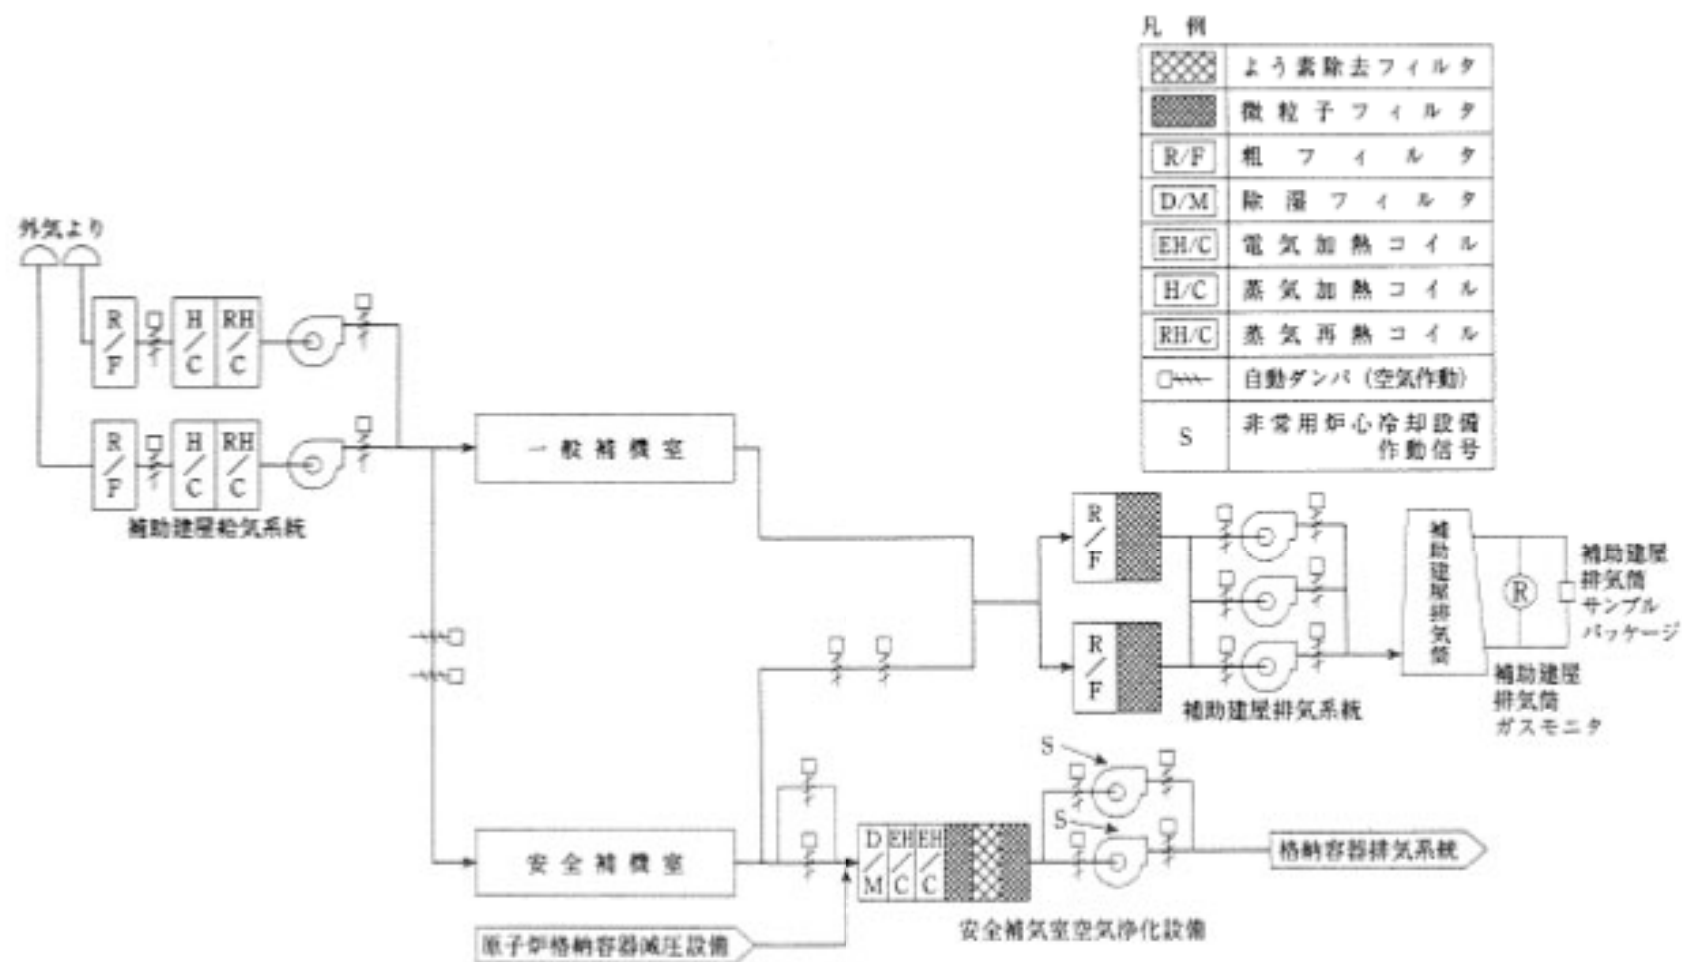 凡例
よう素除去フィルタ
微粒子フィルタ
R/F 粗フィルタ
D/M 除湿フィルタ
EH/C 電気加熱コイル
H/C 蒸気加熱コイル
RH/C 蒸気再熱コイル
自動ダンパ（空気作動）
S 非常用炉心冷却設備
作動信号
外気より
R/F H/C RH/C
R/F H/C RH/C
補助建屋給気系統
一般補機室
R/F
R/F
補助建屋排気系統
補助建屋排気筒
R
補助建屋
排気筒
サンプル
パッケージ
補助建屋
排気筒
ガスモニタ
安全補機室
D/M EH/C EH/C
S
S
格納容器排気系統
安全補気室空気浄化設備
原子炉格納容器減圧設備